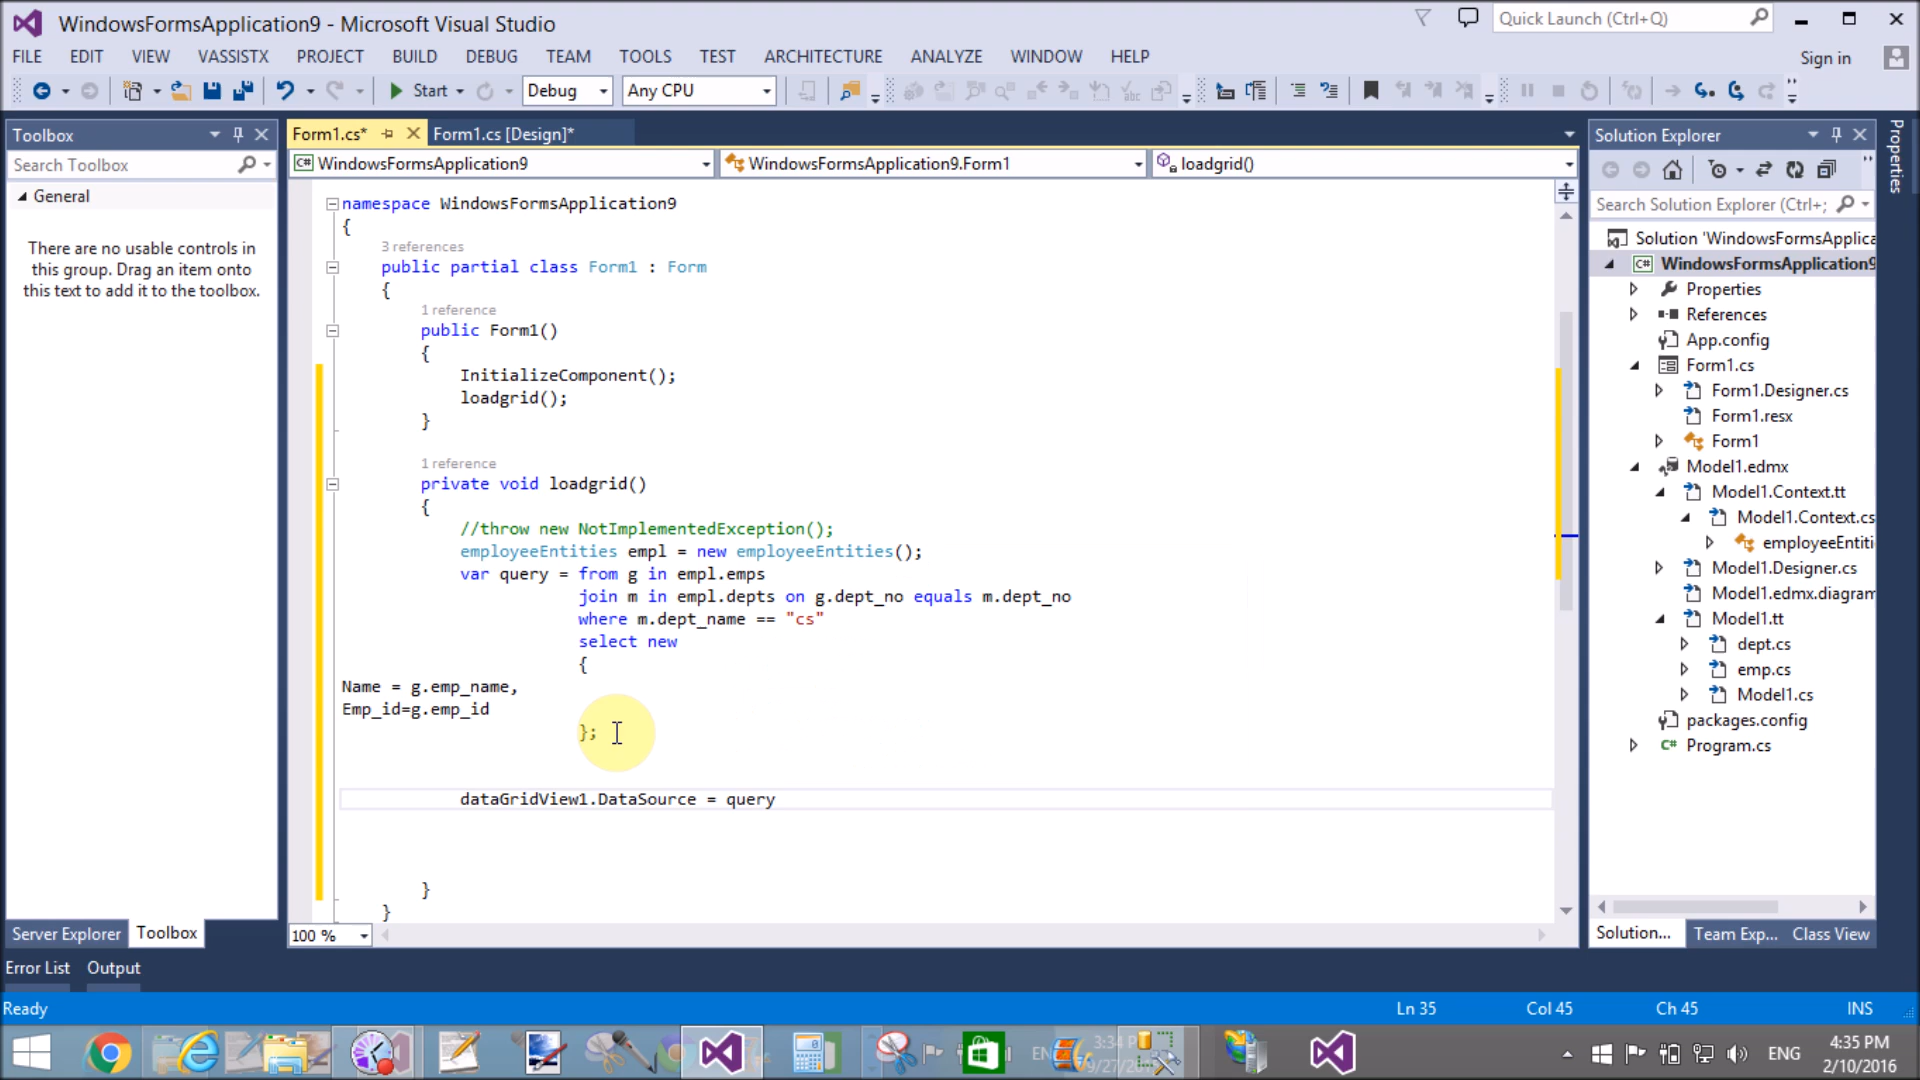 WindowsFormsApplication9 - Microsoft Visual Studio
Quick Launch (Ctrl+Q)
FILE EDIT VIEW VASSISTX PROJECT BUILD DEBUG TEAM TOOLS TEST ARCHITECTURE ANALYZE WINDOW HELP
Sign in
Start Debug Any CPU
Toolbox
Search Toolbox
General
There are no usable controls in
this group. Drag an item onto
this text to add it to the toolbox.
Server Explorer Toolbox
Form1.cs* Form1.cs [Design]*
WindowsFormsApplication9 WindowsFormsApplication9.Form1 loadgrid()
namespace WindowsFormsApplication9
{
3 references
public partial class Form1 : Form
{
1 reference
public Form1()
{
InitializeComponent();
loadgrid();
}
1 reference
private void loadgrid()
{
//throw new NotImplementedException();
employeeEntities empl = new employeeEntities();
var query = from g in empl.emps
join m in empl.depts on g.dept_no equals m.dept_no
where m.dept_name == "cs"
select new
{
Name = g.emp_name,
Emp_id=g.emp_id
};
dataGridView1.DataSource = query
}
}
100 %
Solution Explorer
Search Solution Explorer (Ctrl+;
Solution 'WindowsFormsApplica
WindowsFormsApplication9
Properties
References
App.config
Form1.cs
Form1.Designer.cs
Form1.resx
Form1
Model1.edmx
Model1.Context.tt
Model1.Context.cs
employeeEntiti
Model1.Designer.cs
Model1.edmx.diagram
Model1.tt
dept.cs
emp.cs
Model1.cs
packages.config
Program.cs
Solution... Team Exp... Class View
Properties
Error List Output
Ready
Ln 35 Col 45 Ch 45 INS
ENG
4:35 PM
2/10/2016